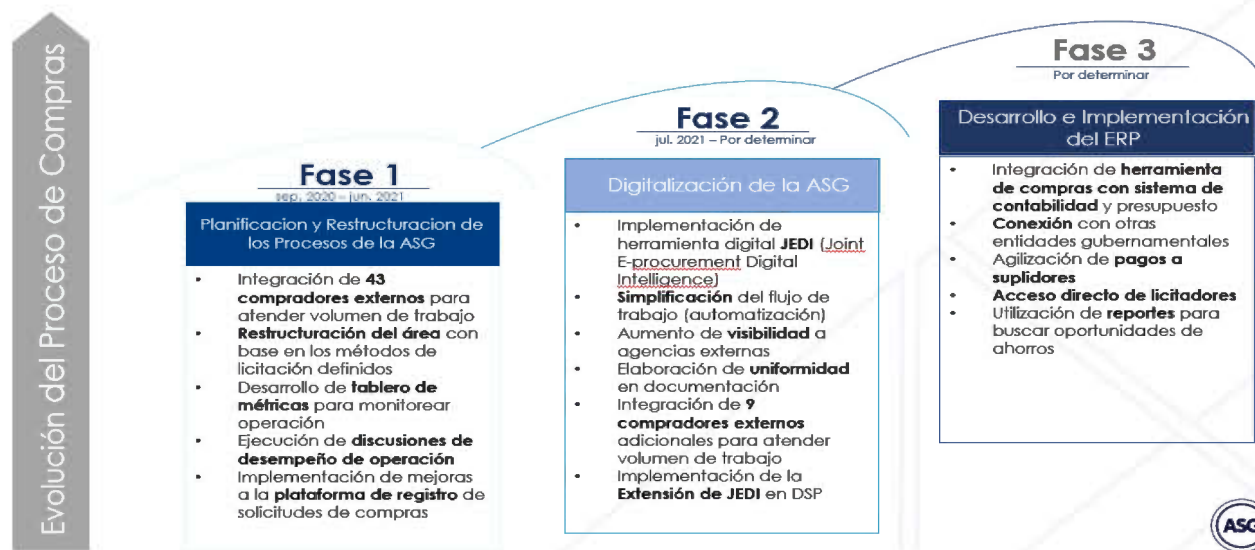 Evolución del Proceso de Compras
Fase 1
sep. 2020 – jun. 2021
Planificacion y Restructuracion de
los Procesos de la ASG
• Integración de 43
compradores externos para
atender volumen de trabajo
• Restructuración del área con
base en los métodos de
licitación definidos
• Desarrollo de tablero de
métricas para monitorear
operación
• Ejecución de discusiones de
desempeño de operación
• Implementación de mejoras
a la plataforma de registro de
solicitudes de compras
Fase 2
jul. 2021 – Por determinar
Digitalización de la ASG
• Implementación de
herramienta digital JEDI (Joint
E-procurement Digital
Intelligence)
• Simplificación del flujo de
trabajo (automatización)
• Aumento de visibilidad a
agencias externas
• Elaboración de uniformidad
en documentación
• Integración de 9
compradores externos
adicionales para atender
volumen de trabajo
• Implementación de la
Extensión de JEDI en DSP
Fase 3
Por determinar
Desarrollo e Implementación
del ERP
• Integración de herramienta
de compras con sistema de
contabilidad y presupuesto
• Conexión con otras
entidades gubernamentales
• Agilización de pagos a
suplidores
• Acceso directo de licitadores
• Utilización de reportes para
buscar oportunidades de
ahorros
ASG